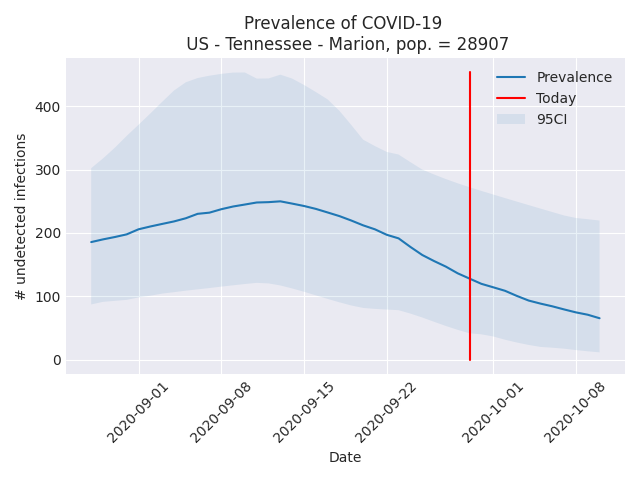 Prevalence of COVID-19
US - Tennessee - Marion, pop. = 28907
Prevalence
Today
95CI
# undetected infections
400
300
200
100
0
2020-09-01
2020-09-08
2020-09-15
2020-09-22
2020-10-01
2020-10-08
Date